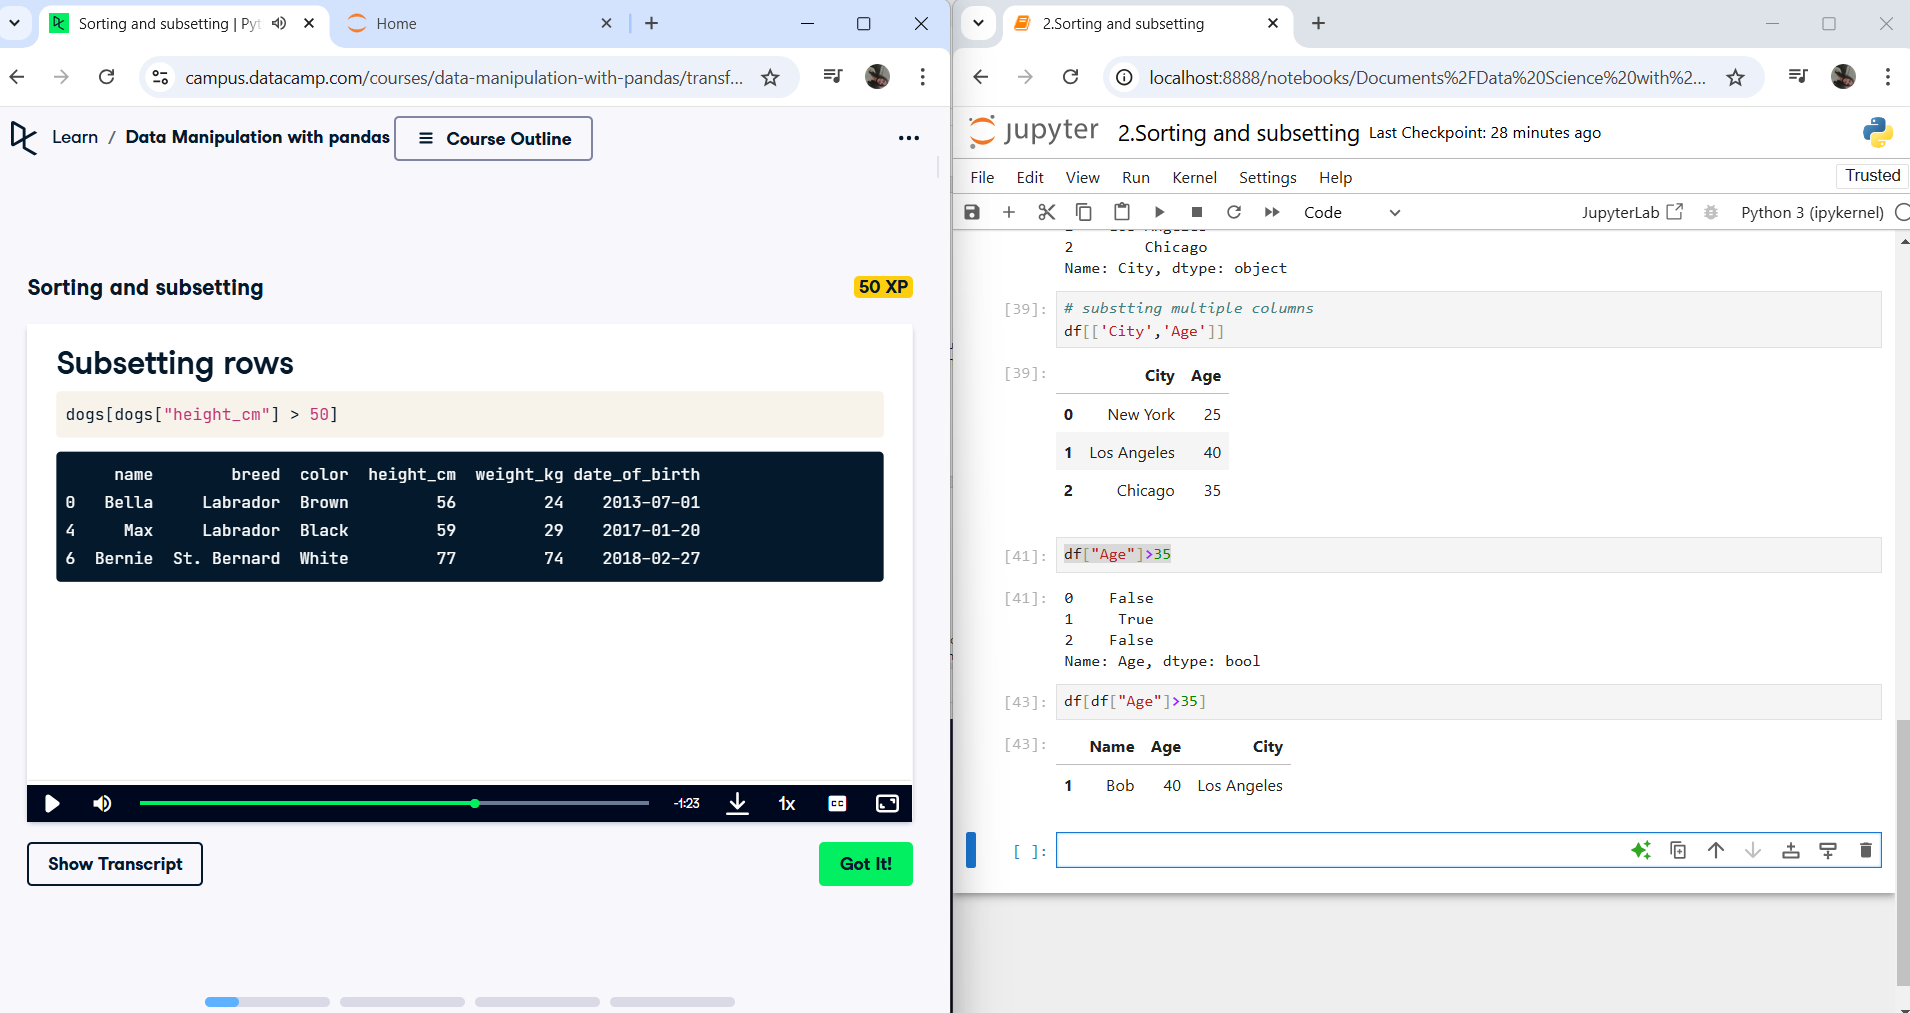 Sorting and subsetting | Pyt
Home
campus.datacamp.com/courses/data-manipulation-with-pandas/transf...
Learn / Data Manipulation with pandas
Course Outline
Sorting and subsetting
50 XP
Subsetting rows
dogs[dogs["height_cm"] > 50]
name breed color height_cm weight_kg date_of_birth
0 Bella Labrador Brown 56 24 2013-07-01
4 Max Labrador Black 59 29 2017-01-20
6 Bernie St. Bernard White 77 74 2018-02-27
-1:23
1x
CC
Show Transcript
Got It!
2.Sorting and subsetting
localhost:8888/notebooks/Documents%2FData%20Science%20with%2...
jupyter 2.Sorting and subsetting Last Checkpoint: 28 minutes ago
File Edit View Run Kernel Settings Help
Trusted
Code
JupyterLab
Python 3 (ipykernel)
2 Chicago
Name: City, dtype: object
[39]: # substting multiple columns
df[['City','Age']]
[39]: City Age
0 New York 25
1 Los Angeles 40
2 Chicago 35
[41]: df["Age"]>35
[41]: 0 False
1 True
2 False
Name: Age, dtype: bool
[43]: df[df["Age"]>35]
[43]: Name Age City
1 Bob 40 Los Angeles
[ ]: